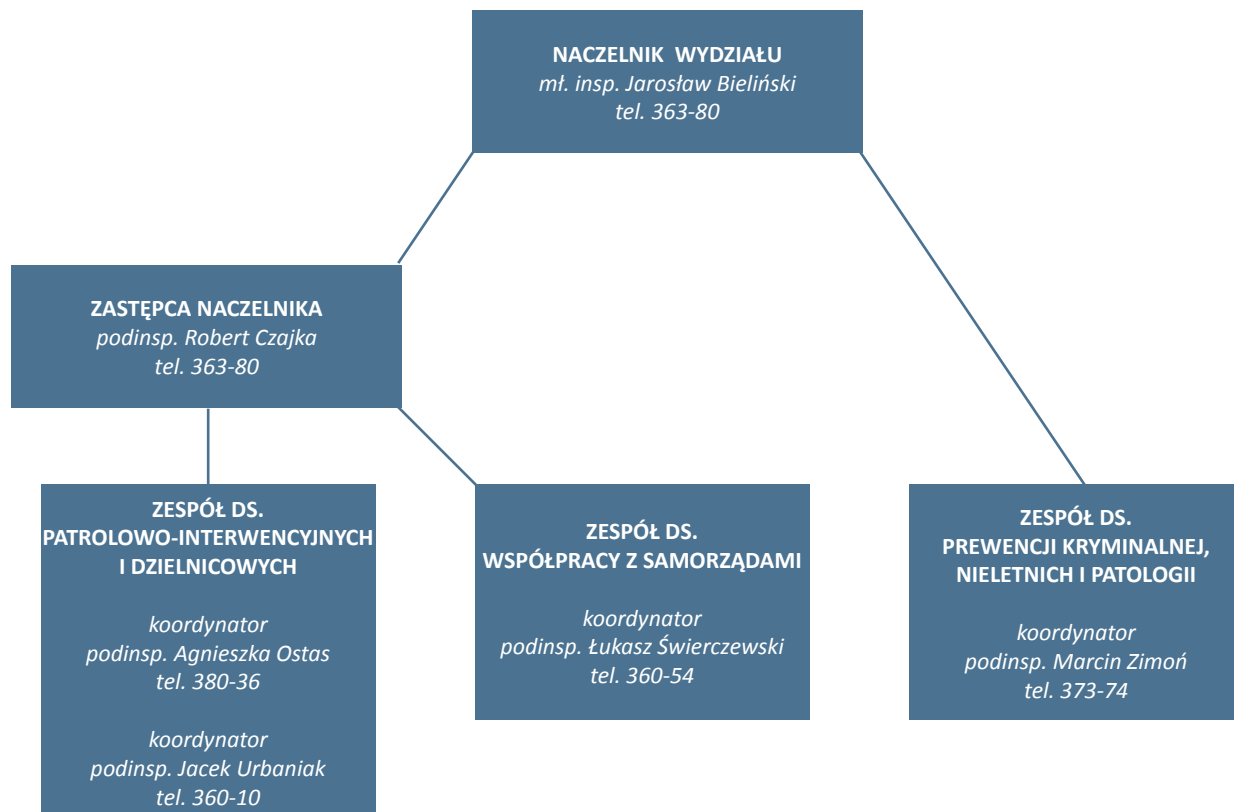 NACZELNIK WYDZIAŁU
mł. insp. Jarosław Bieliński
tel. 363-80
ZASTĘPCA NACZELNIKA
podinsp. Robert Czajka
tel. 363-80
ZESPÓŁ DS.
PATROLOWO-INTERWENCYJNYCH
I DZIELNICOWYCH
koordynator
podinsp. Agnieszka Ostas
tel. 380-36
koordynator
podinsp. Jacek Urbaniak
tel. 360-10
ZESPÓŁ DS.
WSPÓŁPRACY Z SAMORZĄDAMI
koordynator
podinsp. Łukasz Świerczewski
tel. 360-54
ZESPÓŁ DS.
PREWENCJI KRYMINALNEJ,
NIELETNICH I PATOLOGII
koordynator
podinsp. Marcin Zimoń
tel. 373-74